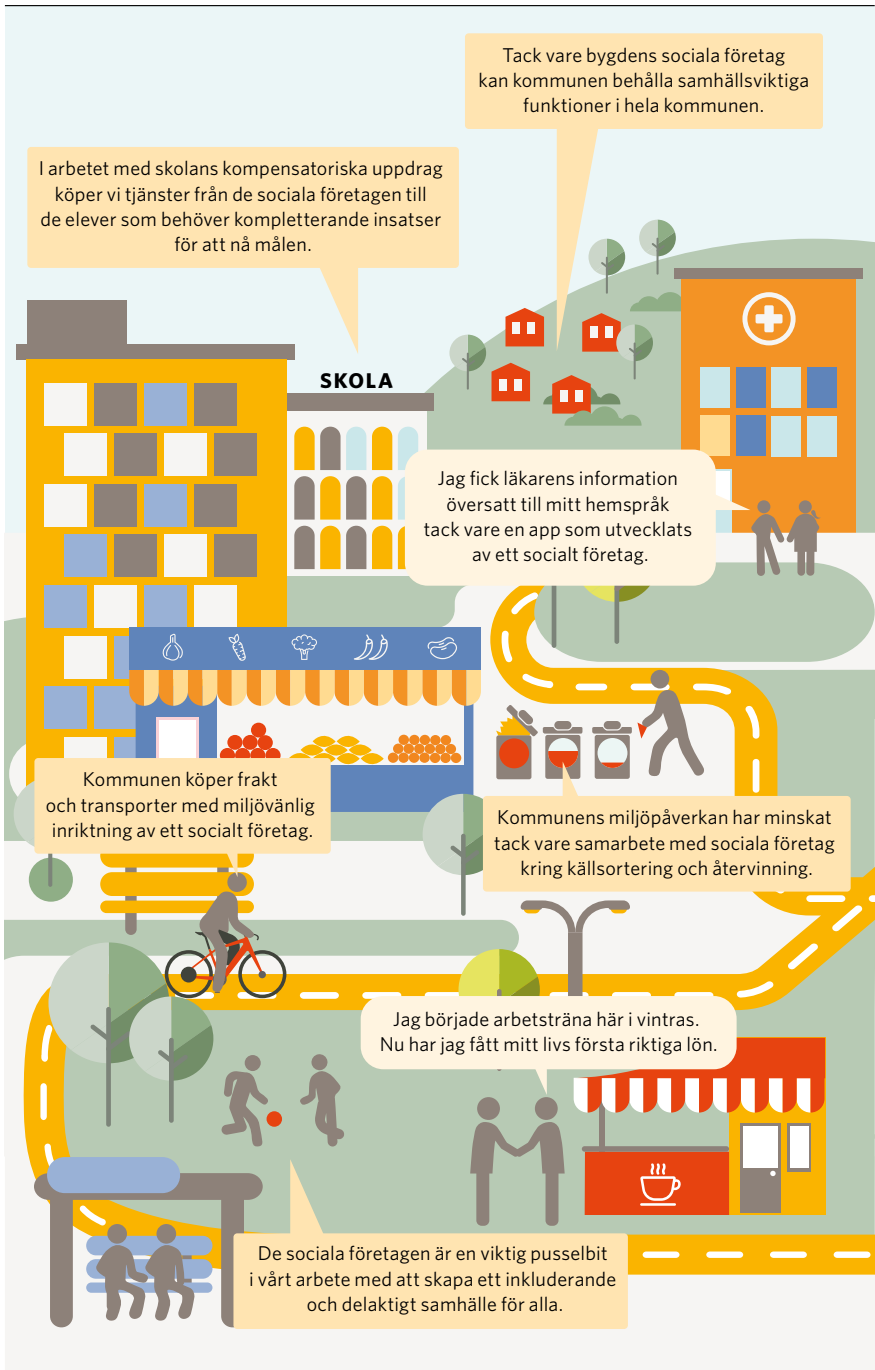 Tack vare bygdens sociala företag
kan kommunen behålla samhällsviktiga
funktioner i hela kommunen.
I arbetet med skolans kompensatoriska uppdrag
köper vi tjänster från de sociala företagen till
de elever som behöver kompletterande insatser
för att nå målen.
SKOLA
Jag fick läkarens information
översatt till mitt hemspråk
tack vare en app som utvecklats
av ett socialt företag.
Kommunen köper frakt
och transporter med miljövänlig
inriktning av ett socialt företag.
Kommunens miljöpåverkan har minskat
tack vare samarbete med sociala företag
kring källsortering och återvinning.
Jag började arbetsträna här i vintras.
Nu har jag fått mitt livs första riktiga lön.
De sociala företagen är en viktig pusselbit
i vårt arbete med att skapa ett inkluderande
och delaktigt samhälle för alla.